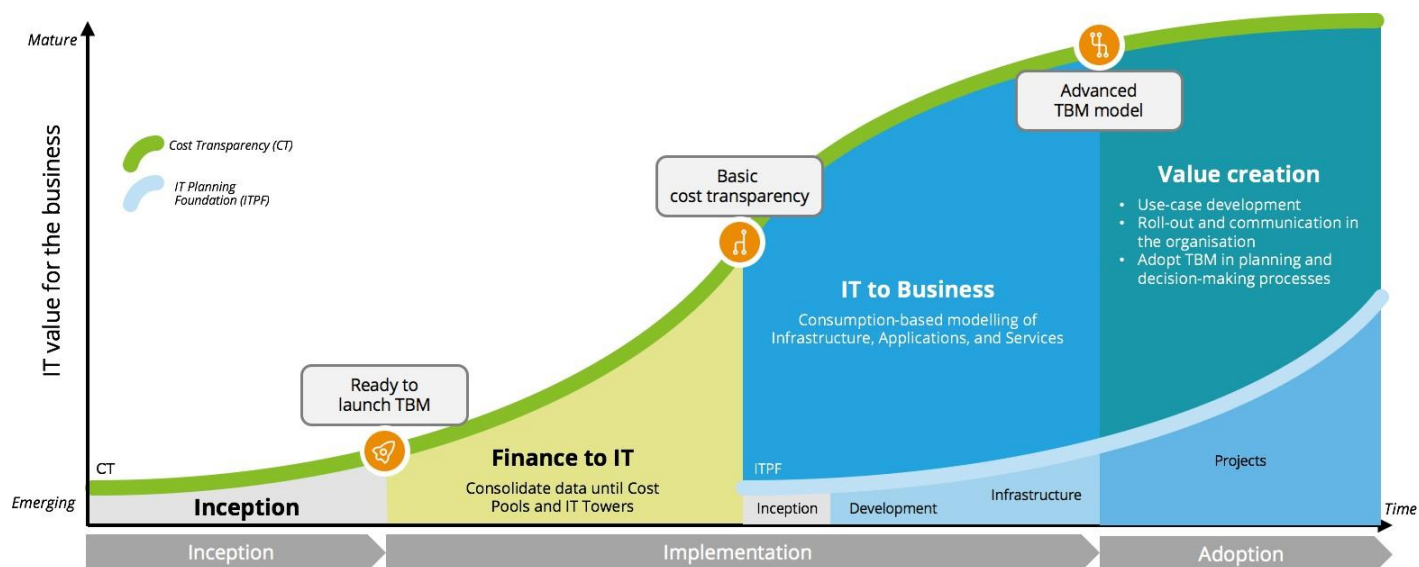 Mature
IT value for the business
Emerging
Cost Transparency (CT)
IT Planning
Foundation (ITPF)
CT
Inception
Ready to
launch TBM
Finance to IT
Consolidate data until Cost
Pools and IT Towers
Basic
cost transparency
IT to Business
Consumption-based modelling of
Infrastructure, Applications, and Services
ITPF
Inception
Development
Infrastructure
Advanced
TBM model
Value creation
• Use-case development
• Roll-out and communication in
the organisation
• Adopt TBM in planning and
decision-making processes
Projects
Time
Inception
Implementation
Adoption